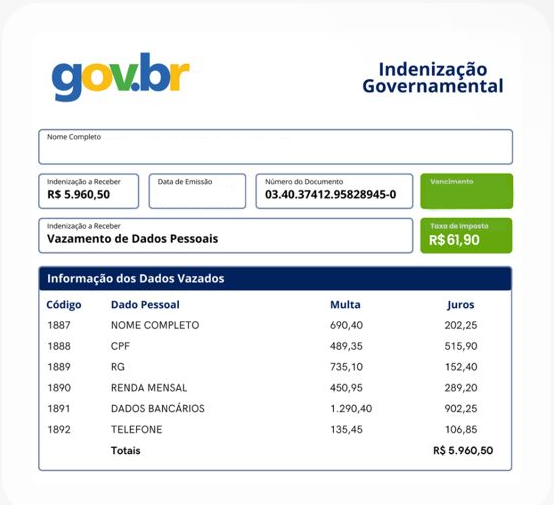 gov.br
Indenização
Governamental
Nome Completo
Indenização a Receber
R$ 5.960,50
Data de Emissão
Número do Documento
03.40.37412.95828945-0
Vencimento
Indenização a Receber
Vazamento de Dados Pessoais
Taxa de Imposto
R$61,90
Informação dos Dados Vazados
Código Dado Pessoal Multa Juros
1887 NOME COMPLETO 690,40 202,25
1888 CPF 489,35 515,90
1889 RG 735,10 152,40
1890 RENDA MENSAL 450,95 289,20
1891 DADOS BANCÁRIOS 1.290,40 902,25
1892 TELEFONE 135,45 106,85
Totais R$ 5.960,50